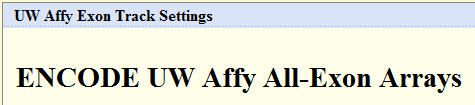 UW Affy Exon Track Settings
ENCODE UW Affy All-Exon Arrays